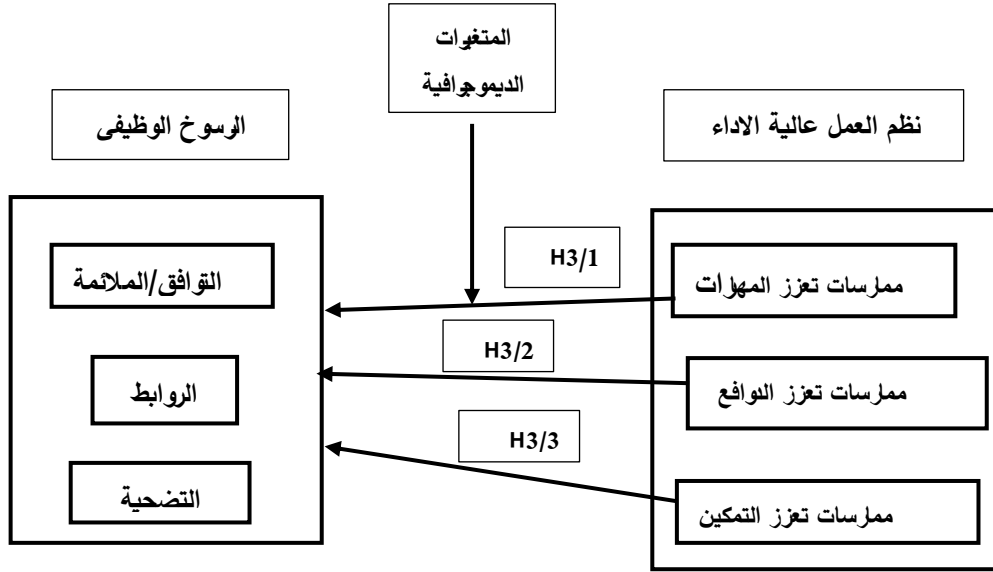 المتغيرات
الديموجرافية
نظم العمل عالية الاداء
الرسوخ الوظيفى
H3/1
ممارسات تعزز المهارات
التوافق/الملائمة
H3/2
ممارسات تعزز الدوافع
الروابط
H3/3
ممارسات تعزز التمكين
التضحية